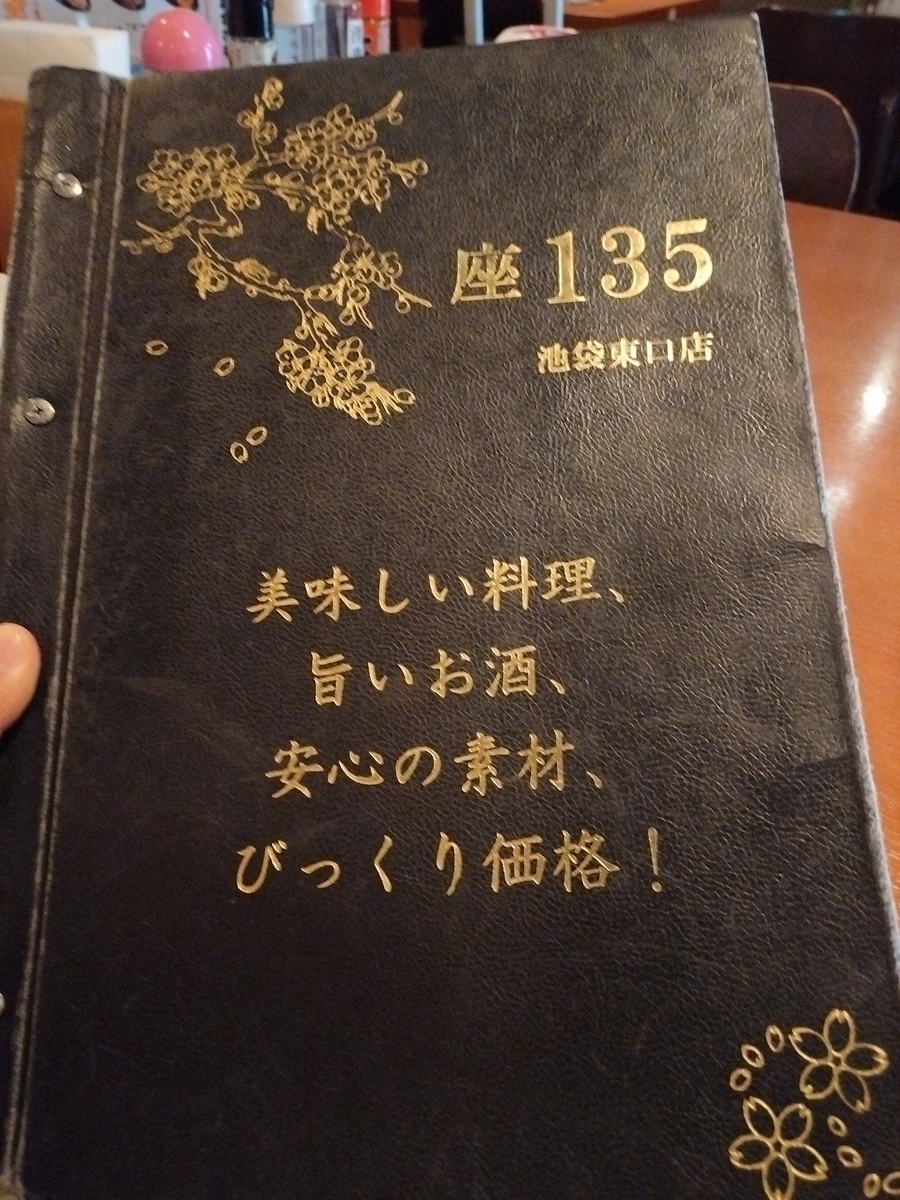 座135
池袋東口店
美味しい料理、
旨いお酒、
安心の素材、
びっくり価格！